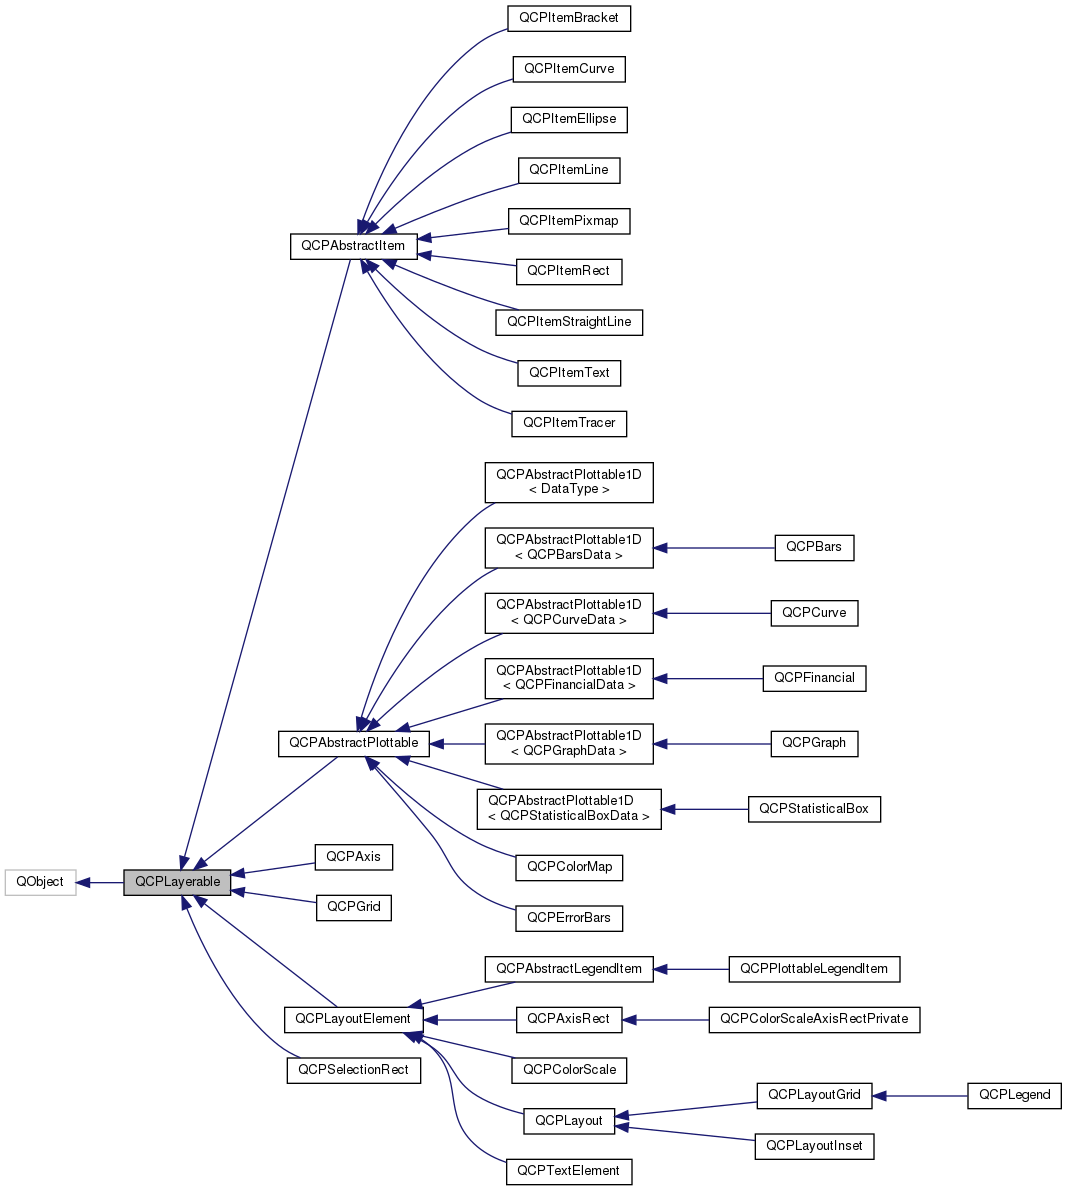 QCPItemBracket
QCPItemCurve
QCPItemEllipse
QCPItemLine
QCPItemPixmap
QCPAbstractItem
QCPItemRect
QCPItemStraightLine
QCPItemText
QCPItemTracer
QCPAbstractPlottable1D
< DataType >
QCPAbstractPlottable1D
< QCPBarsData >
QCPBars
QCPAbstractPlottable1D
< QCPCurveData >
QCPCurve
QCPAbstractPlottable1D
< QCPFinancialData >
QCPFinancial
QCPAbstractPlottable
QCPAbstractPlottable1D
< QCPGraphData >
QCPGraph
QCPAbstractPlottable1D
< QCPStatisticalBoxData >
QCPStatisticalBox
QCPAxis
QCPColorMap
QObject
QCPLayerable
QCPGrid
QCPErrorBars
QCPAbstractLegendItem
QCPPlottableLegendItem
QCPLayoutElement
QCPAxisRect
QCPColorScaleAxisRectPrivate
QCPSelectionRect
QCPColorScale
QCPLayoutGrid
QCPLegend
QCPLayout
QCPLayoutInset
QCPTextElement